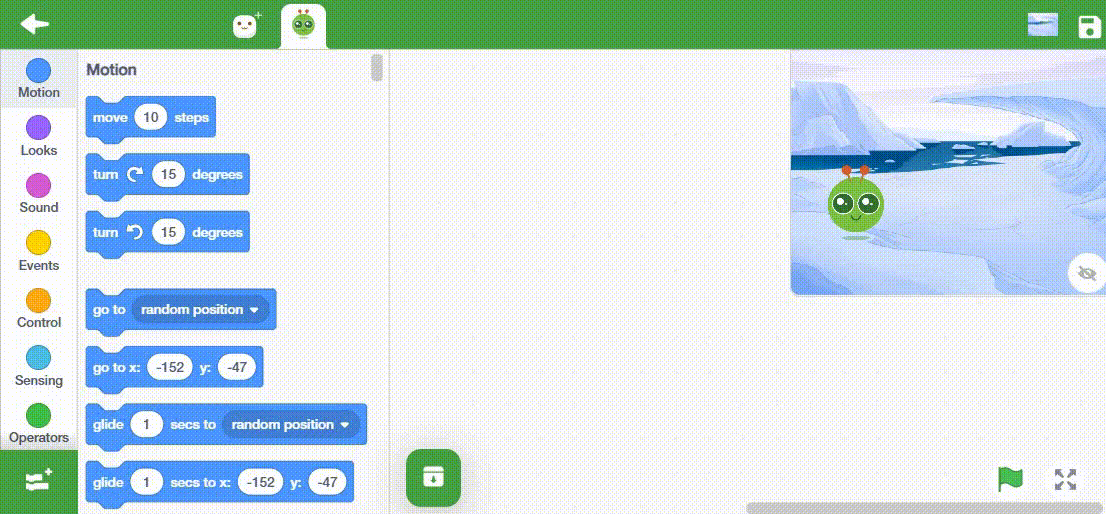 Motion
Looks
Sound
Events
Control
Sensing
Operators
Motion
move 10 steps
turn 15 degrees
turn 15 degrees
go to random position
go to x: -152 y: -47
glide 1 secs to random position
glide 1 secs to x: -152 y: -47